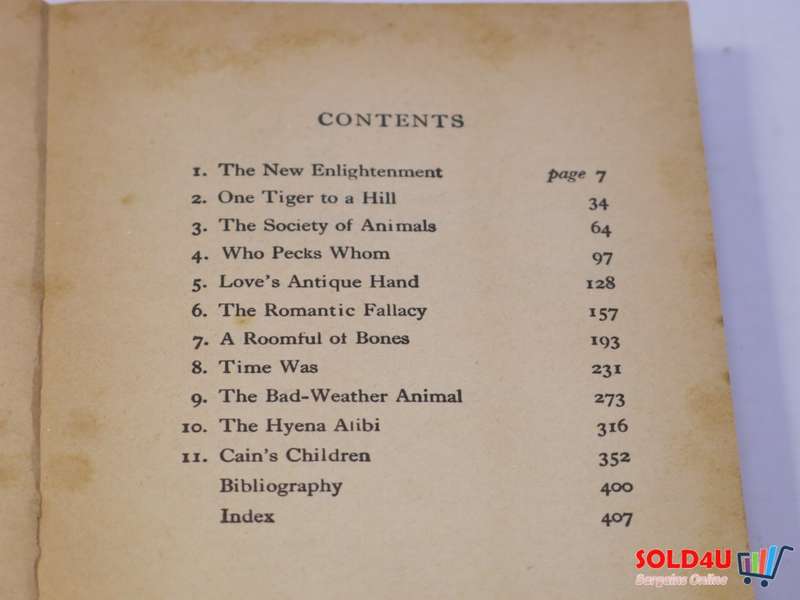 CONTENTS
1. The New Enlightenment page 7
2. One Tiger to a Hill 34
3. The Society of Animals 64
4. Who Pecks Whom 97
5. Love's Antique Hand 128
6. The Romantic Fallacy 157
7. A Roomful of Bones 193
8. Time Was 231
9. The Bad-Weather Animal 273
10. The Hyena Alibi 316
11. Cain's Children 352
Bibliography 400
Index 407
SOLD4U
Bargains Online